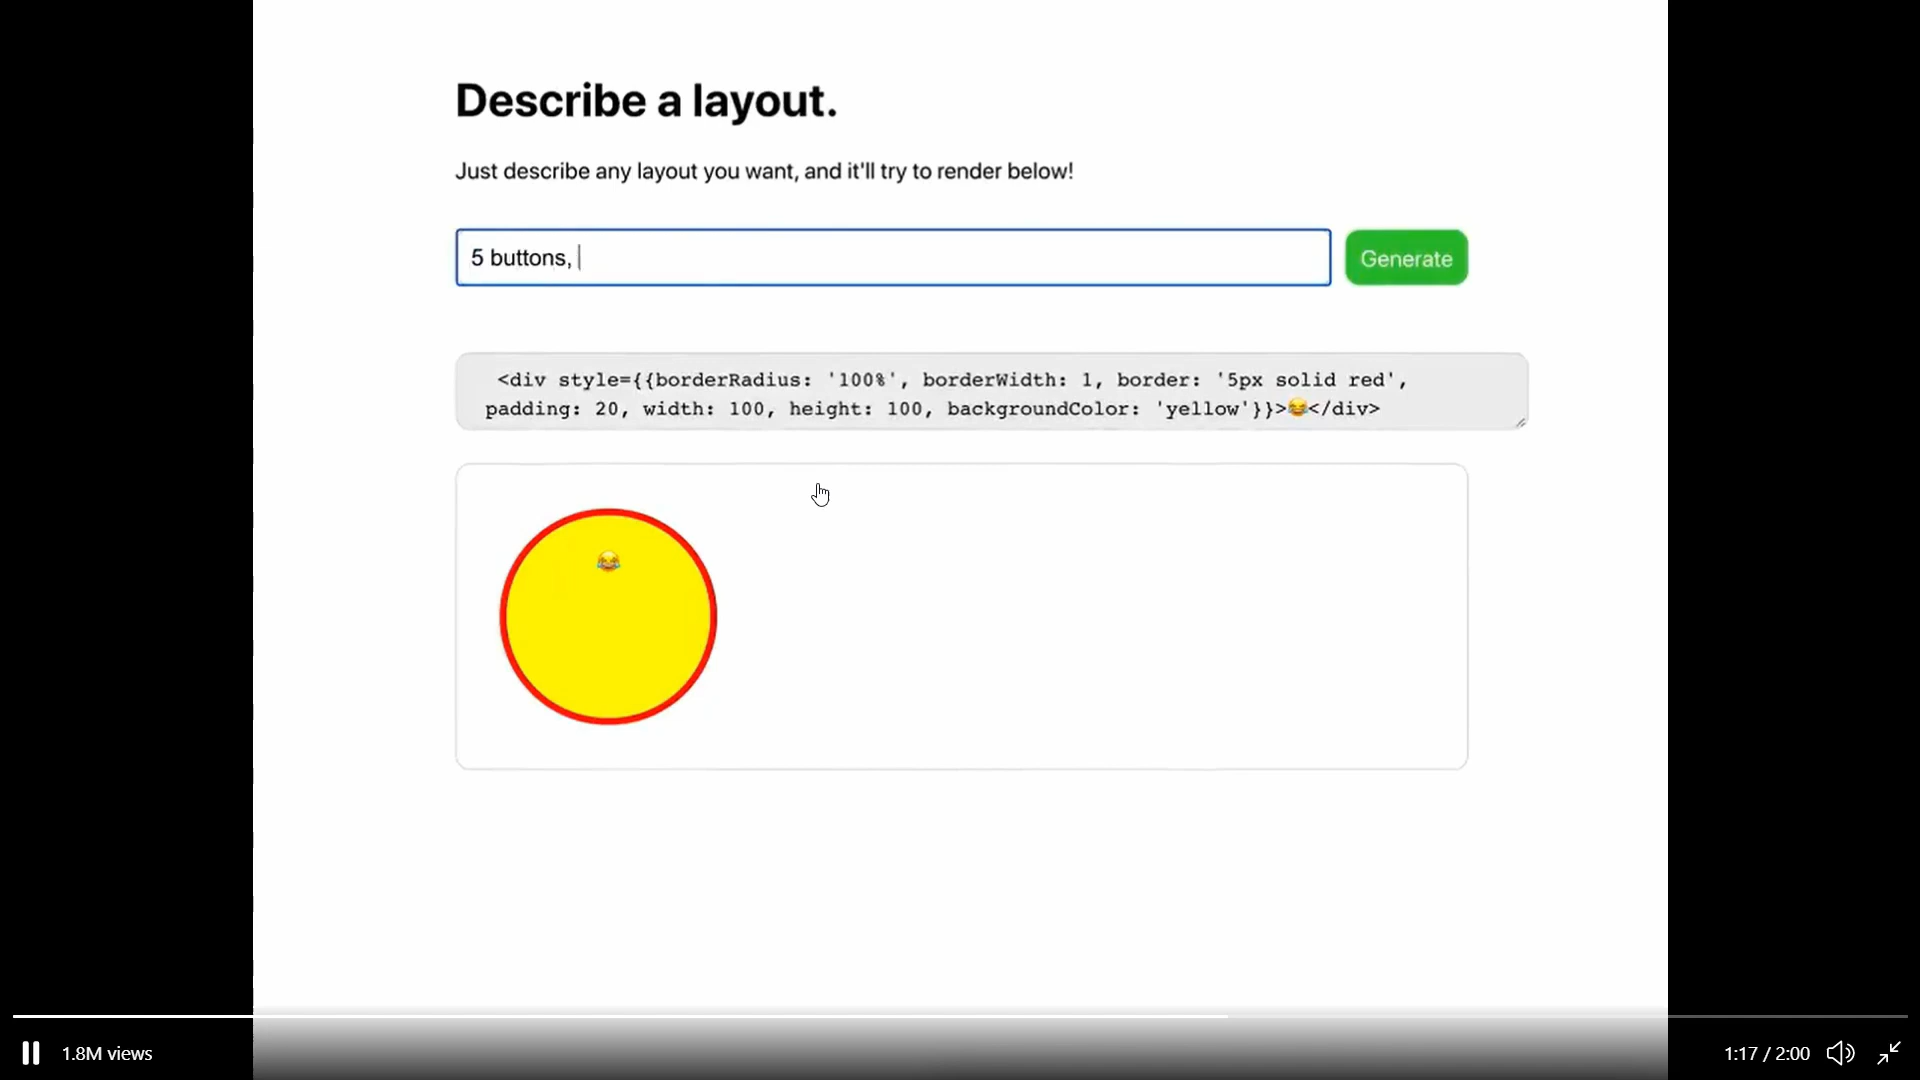 Describe a layout.
Just describe any layout you want, and it'll try to render below!
5 buttons,
Generate
<div style={{borderRadius: '100%', borderWidth: 1, border: '5px solid red',
padding: 20, width: 100, height: 100, backgroundColor: 'yellow'}}>😂</div>
😂
1.8M views
1:17 / 2:00